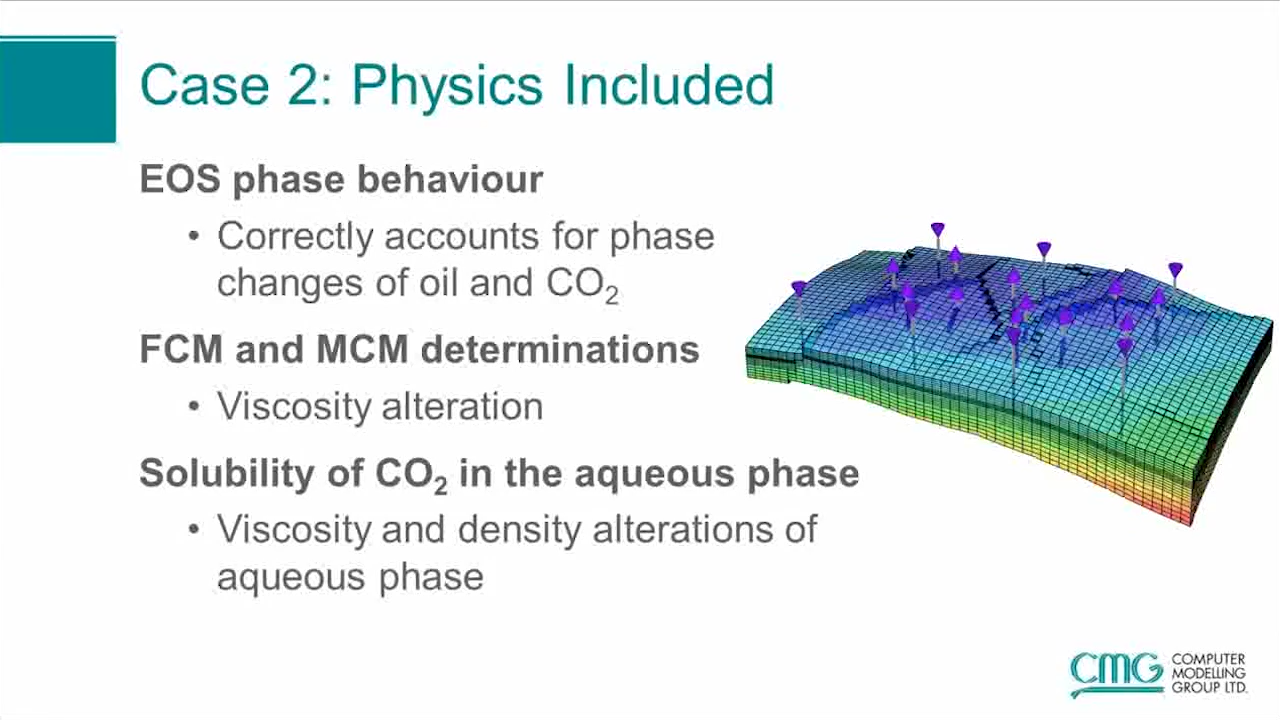 Case 2: Physics Included
EOS phase behaviour
• Correctly accounts for phase
changes of oil and CO₂
FCM and MCM determinations
• Viscosity alteration
Solubility of CO₂ in the aqueous phase
• Viscosity and density alterations of
aqueous phase
CMG
COMPUTER
MODELLING
GROUP LTD.